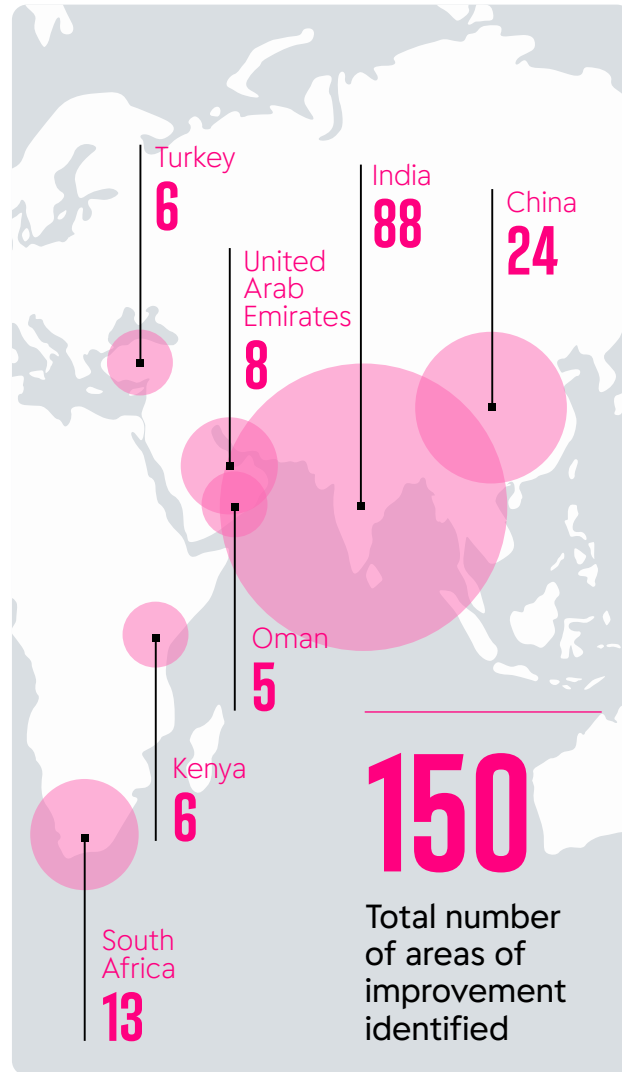 Turkey
6
United
Arab
Emirates
8
India
88
China
24
Oman
5
Kenya
6
South
Africa
13
150
Total number
of areas of
improvement
identified